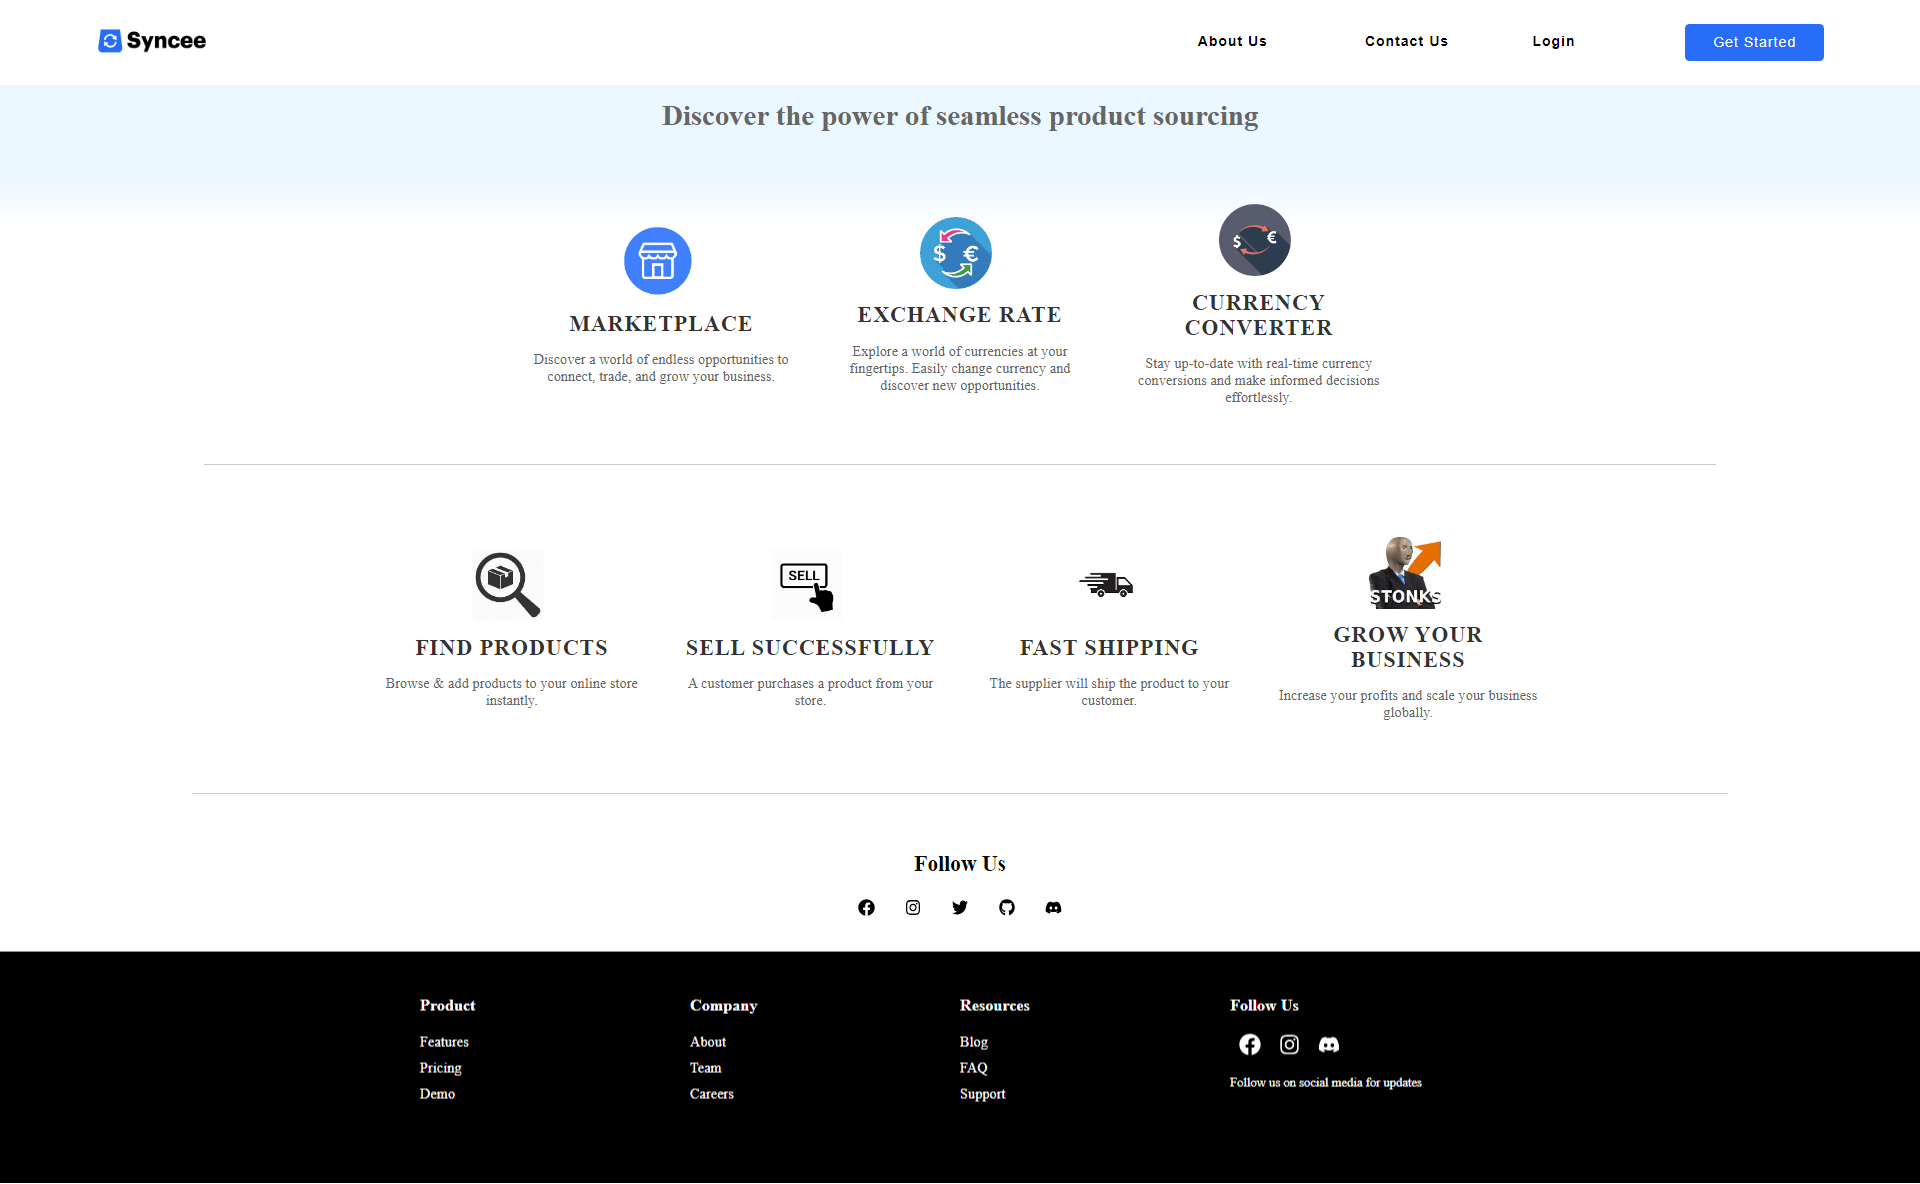 Syncee
About Us
Contact Us
Login
Get Started
Discover the power of seamless product sourcing
$ €
$ €
MARKETPLACE
Discover a world of endless opportunities to
connect, trade, and grow your business.
EXCHANGE RATE
Explore a world of currencies at your
fingertips. Easily change currency and
discover new opportunities.
CURRENCY
CONVERTER
Stay up-to-date with real-time currency
conversions and make informed decisions
effortlessly.
FIND PRODUCTS
Browse & add products to your online store
instantly.
SELL
SELL SUCCESSFULLY
A customer purchases a product from your
store.
FAST SHIPPING
The supplier will ship the product to your
customer.
STONKS
GROW YOUR
BUSINESS
Increase your profits and scale your business
globally.
Follow Us
Product
Features
Pricing
Demo
Company
About
Team
Careers
Resources
Blog
FAQ
Support
Follow Us
Follow us on social media for updates